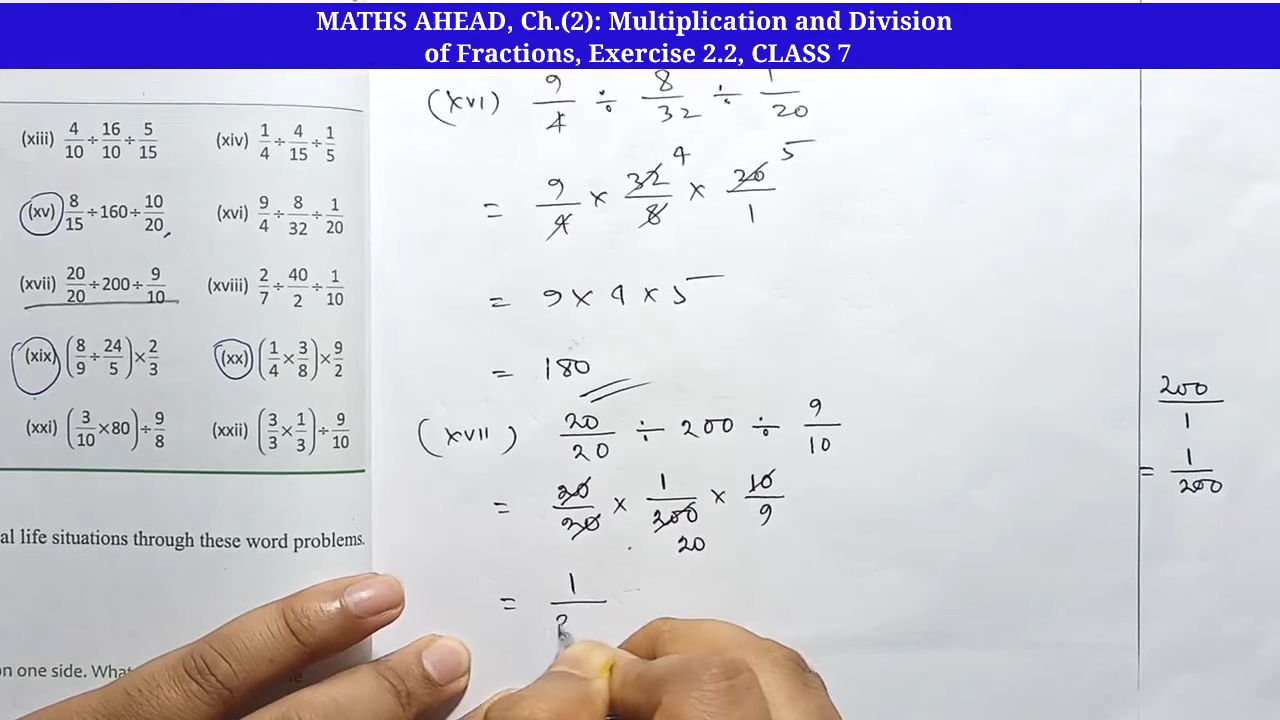 MATHS AHEAD, Ch.(2): Multiplication and Division
of Fractions, Exercise 2.2, CLASS 7
(xiii) 4/10 ÷ 16/10 ÷ 5/15 (xiv) 1/4 ÷ 4/15 ÷ 1/5
(xv) 8/15 ÷ 160 ÷ 10/20, (xvi) 9/4 ÷ 8/32 ÷ 1/20
(xvii) 20/20 ÷ 200 ÷ 9/10 (xviii) 2/7 ÷ 40/2 ÷ 1/10
(xix) (8/9 ÷ 24/5) × 2/3 (xx) (1/4 × 3/8) × 9/2
(xxi) (3/10 × 80) ÷ 9/8 (xxii) (3/3 × 1/3) ÷ 9/10
al life situations through these word problems.
on one side.
(xvi) 9/4 ÷ 8/32 ÷ 1/20
= 9/4 × 32/8 × 20/1
4 5
= 9 × 4 × 5
= 180
(xvii) 20/20 ÷ 200 ÷ 9/10
= 20/20 × 1/200 × 10/9
20
= 1/
200/1
= 1/200